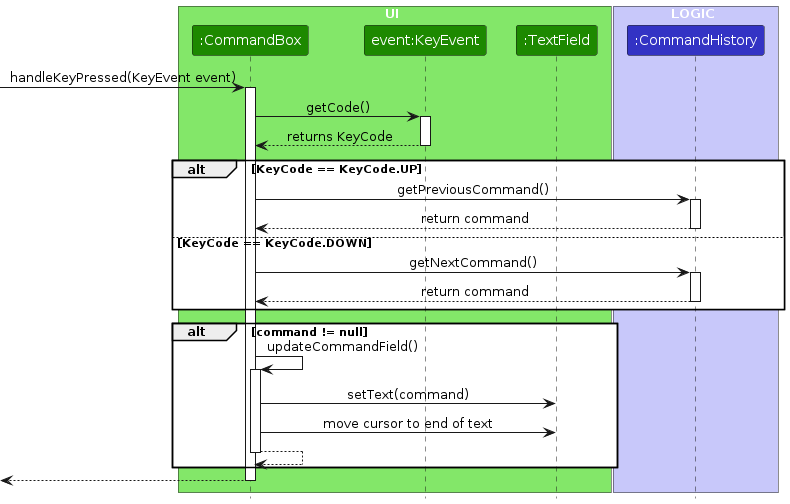 UI
LOGIC
:CommandBox
event:KeyEvent
:TextField
:CommandHistory
handleKeyPressed(KeyEvent event)
getCode()
returns KeyCode
alt
[KeyCode == KeyCode.UP]
getPreviousCommand()
return command
[KeyCode == KeyCode.DOWN]
getNextCommand()
return command
alt
[command != null]
updateCommandField()
setText(command)
move cursor to end of text